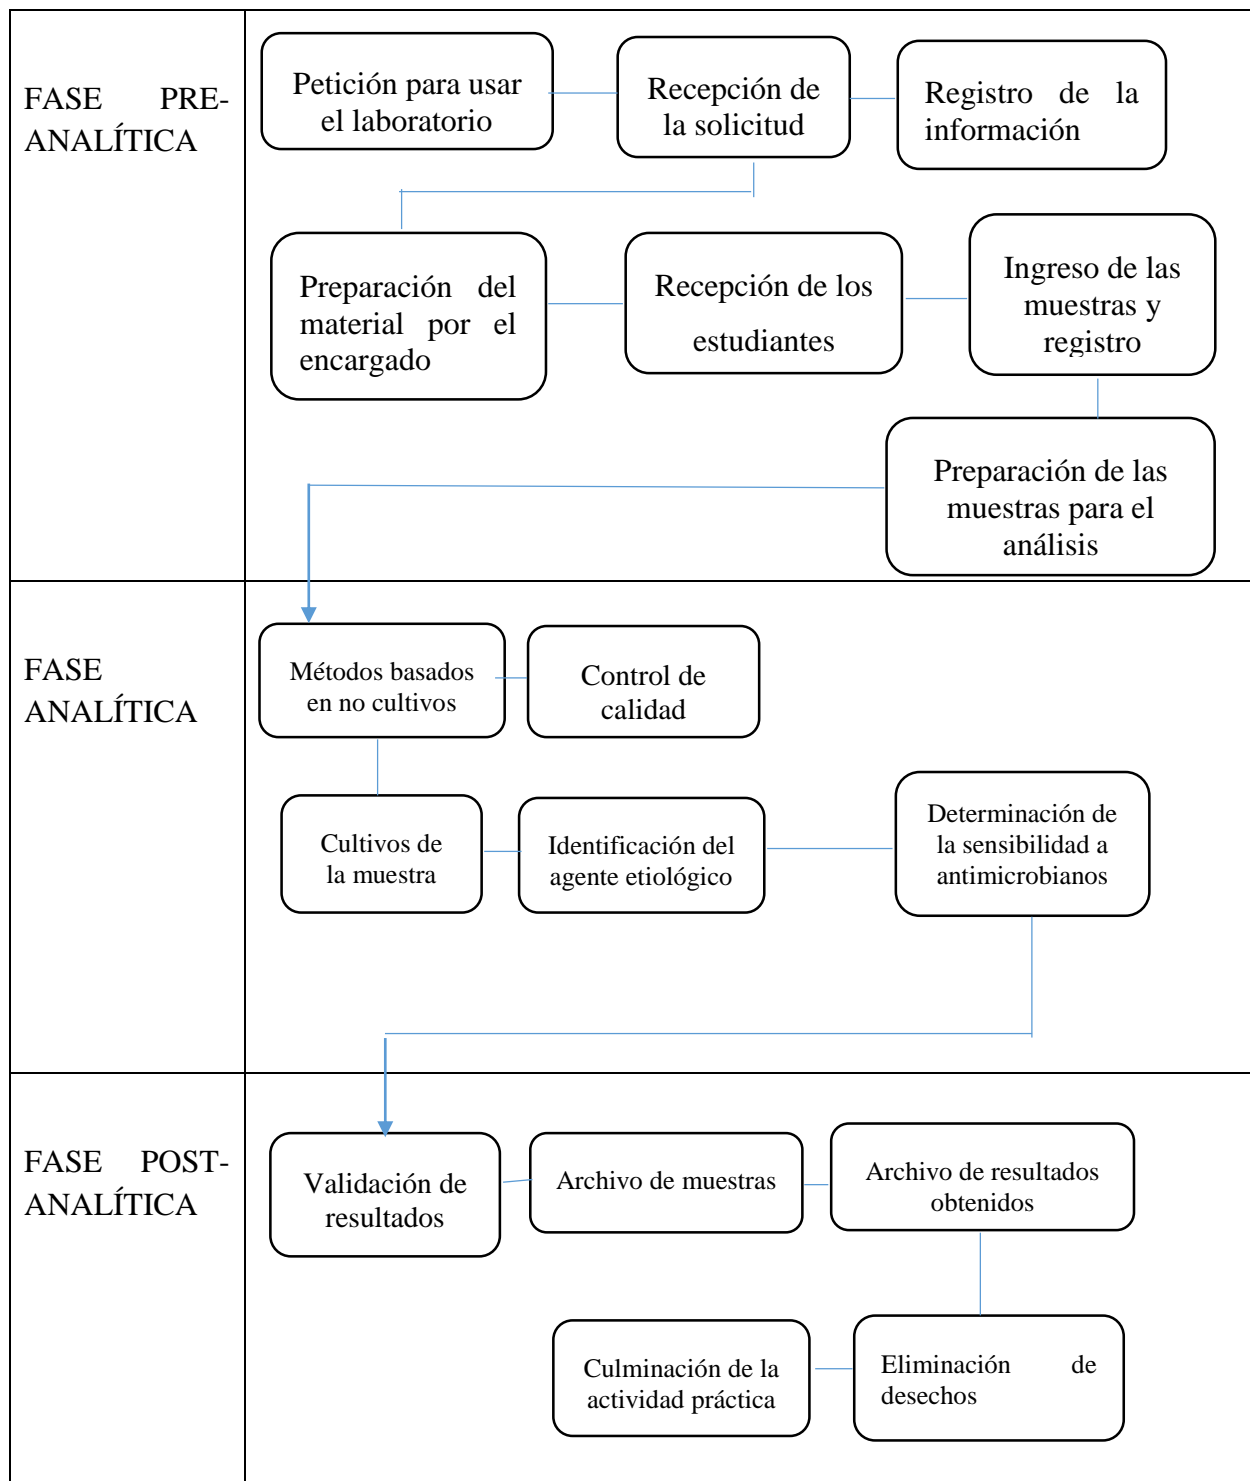 FASE PRE-
ANALÍTICA
Petición para usar
el laboratorio
Recepción de
la solicitud
Registro de la
información
Preparación del
material por el
encargado
Recepción de los
estudiantes
Ingreso de las
muestras y
registro
Preparación de las
muestras para el
análisis
FASE
ANALÍTICA
Métodos basados
en no cultivos
Control de
calidad
Cultivos de
la muestra
Identificación del
agente etiológico
Determinación de
la sensibilidad a
antimicrobianos
FASE POST-
ANALÍTICA
Validación de
resultados
Archivo de muestras
Archivo de resultados
obtenidos
Culminación de la
actividad práctica
Eliminación de
desechos